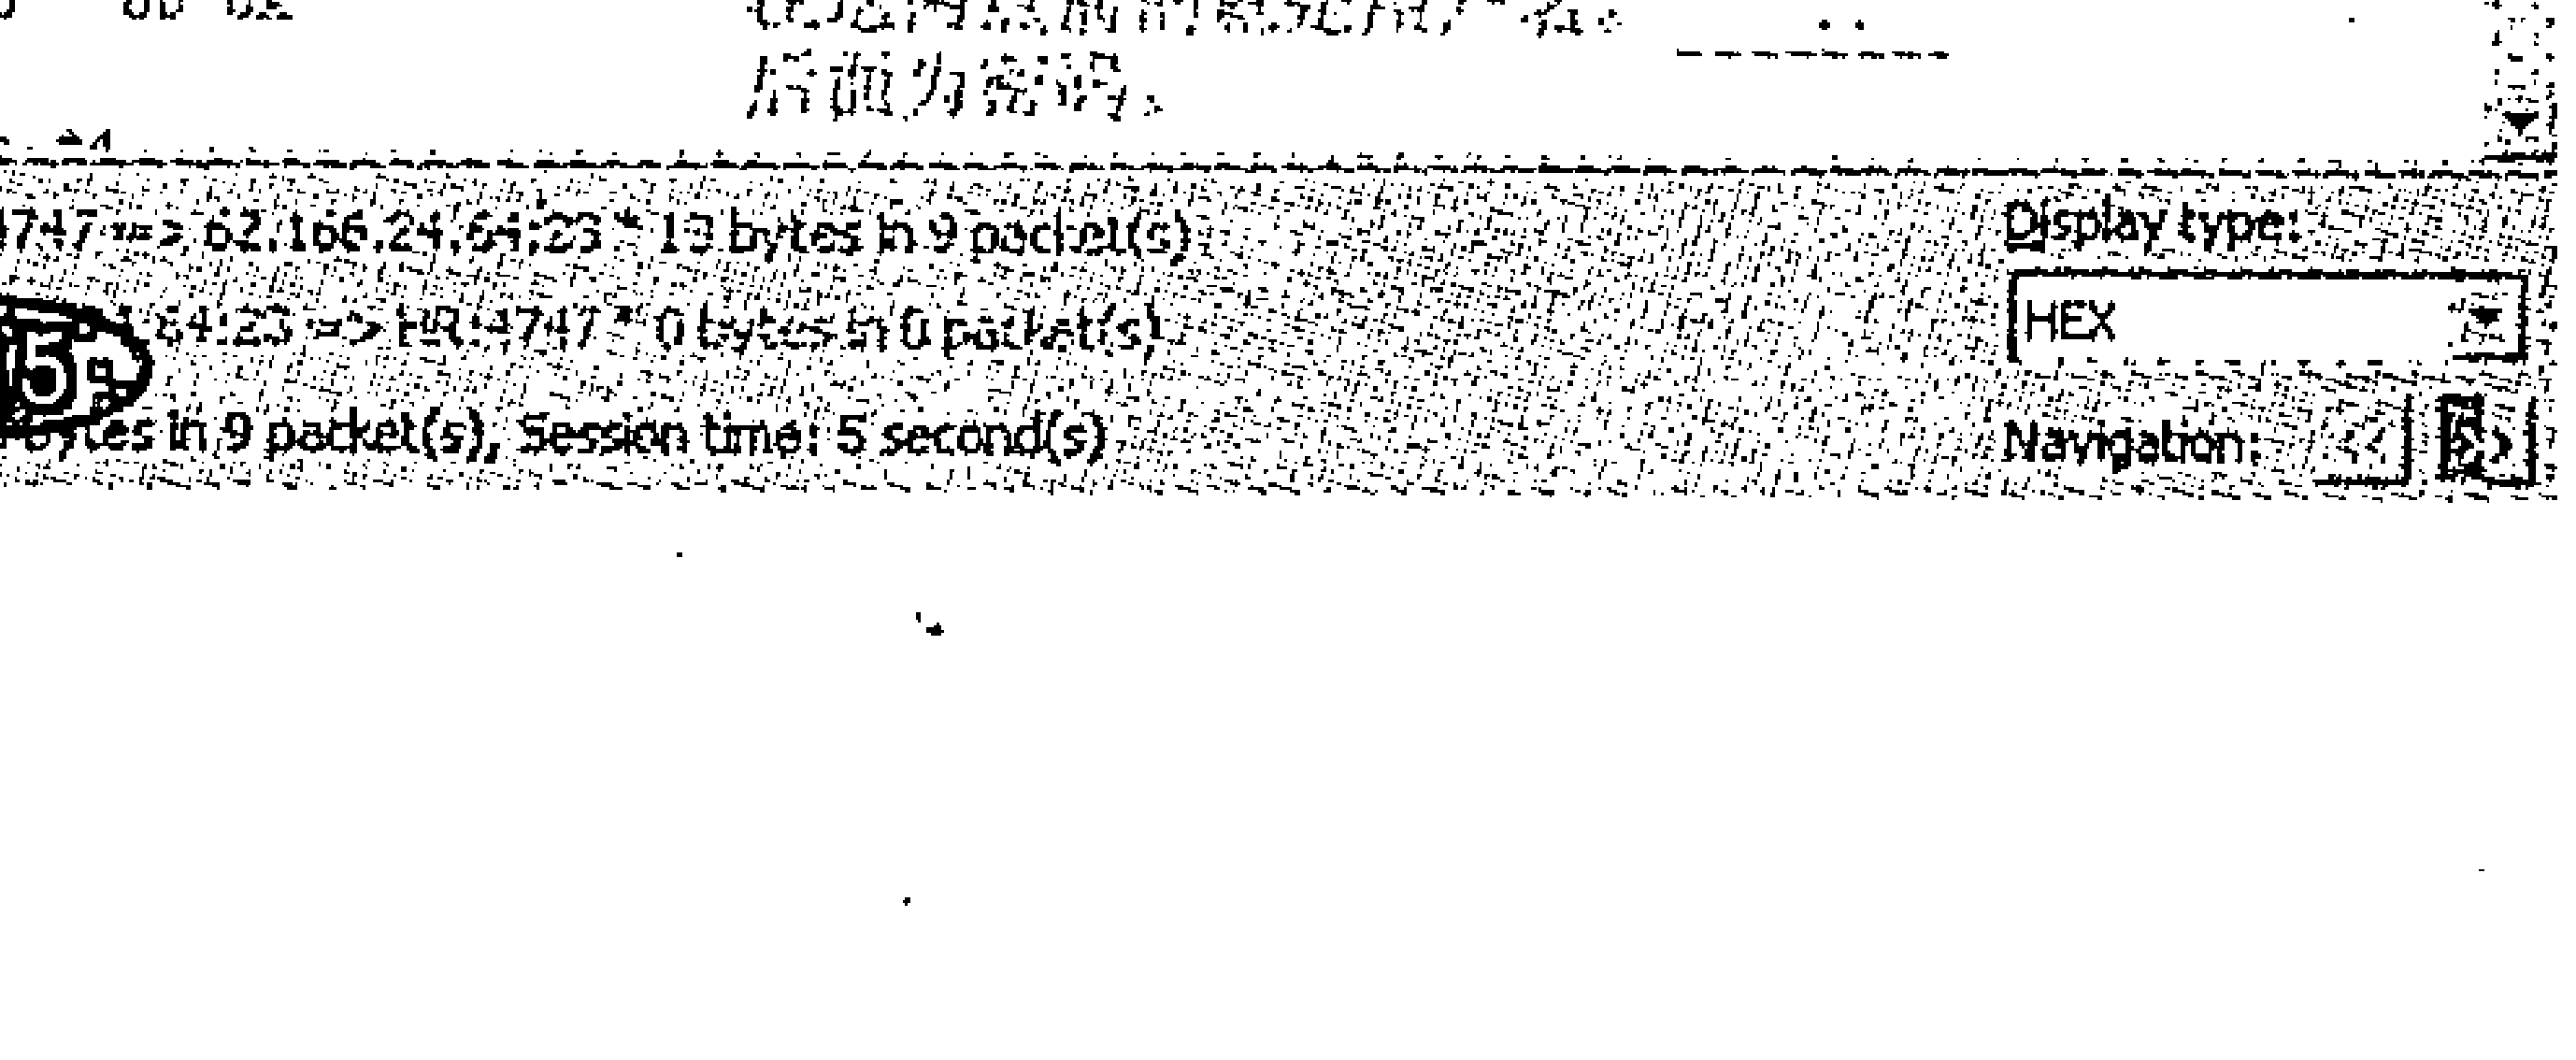 后面为密码。
4747 => 62.166.24.64:23 * 13 bytes in 9 packet(s)
Display type:
64:23 => HR:4747 * 0 bytes in 0 packet(s)
HEX
5
bytes in 9 packet(s), Session time: 5 second(s)
Navigation: << >>